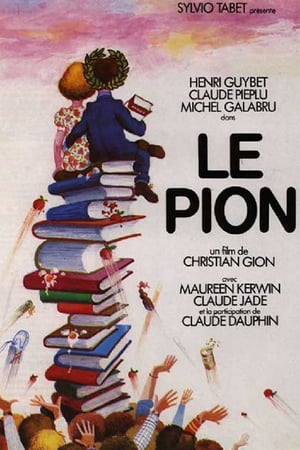 SYLVIO TABET présente
HENRI GUYBET
CLAUDE PIEPLU
MICHEL GALABRU
dans
LE
PION
un film de
CHRISTIAN GION
avec
MAUREEN KERWIN
CLAUDE JADE
et la participation de
CLAUDE DAUPHIN